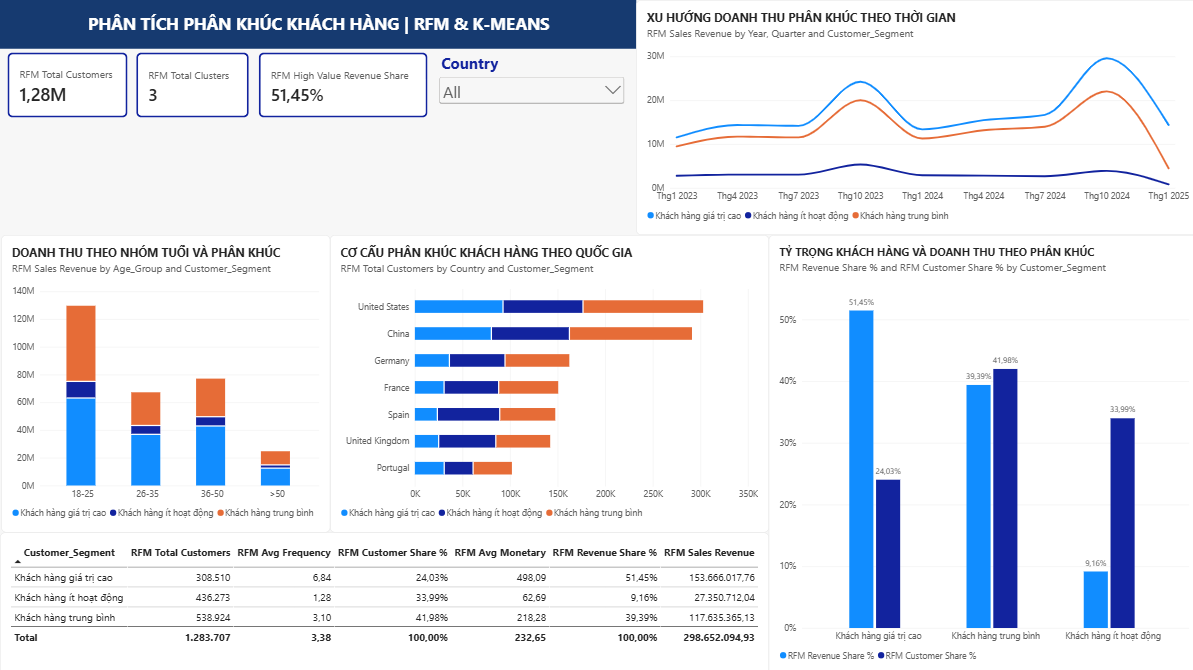 PHÂN TÍCH PHÂN KHÚC KHÁCH HÀNG | RFM & K-MEANS
RFM Total Customers
1,28M
RFM Total Clusters
3
RFM High Value Revenue Share
51,45%
Country
All
XU HƯỚNG DOANH THU PHÂN KHÚC THEO THỜI GIAN
RFM Sales Revenue by Year, Quarter and Customer_Segment
30M
20M
10M
0M
Thg1 2023 Thg4 2023 Thg7 2023 Thg10 2023 Thg1 2024 Thg4 2024 Thg7 2024 Thg10 2024 Thg1 2025
Khách hàng giá trị cao Khách hàng ít hoạt động Khách hàng trung bình
DOANH THU THEO NHÓM TUỔI VÀ PHÂN KHÚC
RFM Sales Revenue by Age_Group and Customer_Segment
140M
120M
100M
80M
60M
40M
20M
0M
18-25 26-35 36-50 >50
Khách hàng giá trị cao Khách hàng ít hoạt động Khách hàng trung bình
CƠ CẤU PHÂN KHÚC KHÁCH HÀNG THEO QUỐC GIA
RFM Total Customers by Country and Customer_Segment
United States
China
Germany
France
Spain
United Kingdom
Portugal
0K 50K 100K 150K 200K 250K 300K 350K
Khách hàng giá trị cao Khách hàng ít hoạt động Khách hàng trung bình
TỶ TRỌNG KHÁCH HÀNG VÀ DOANH THU THEO PHÂN KHÚC
RFM Revenue Share % and RFM Customer Share % by Customer_Segment
50%
40%
30%
20%
10%
0%
51,45%
24,03%
39,39%
41,98%
9,16%
33,99%
Khách hàng giá trị cao Khách hàng trung bình Khách hàng ít hoạt động
RFM Revenue Share % RFM Customer Share %
Customer_Segment RFM Total Customers RFM Avg Frequency RFM Customer Share % RFM Avg Monetary RFM Revenue Share % RFM Sales Revenue
Khách hàng giá trị cao 308.510 6,84 24,03% 498,09 51,45% 153.666.017,76
Khách hàng ít hoạt động 436.273 1,28 33,99% 62,69 9,16% 27.350.712,04
Khách hàng trung bình 538.924 3,10 41,98% 218,28 39,39% 117.635.365,13
Total 1.283.707 3,38 100,00% 232,65 100,00% 298.652.094,93